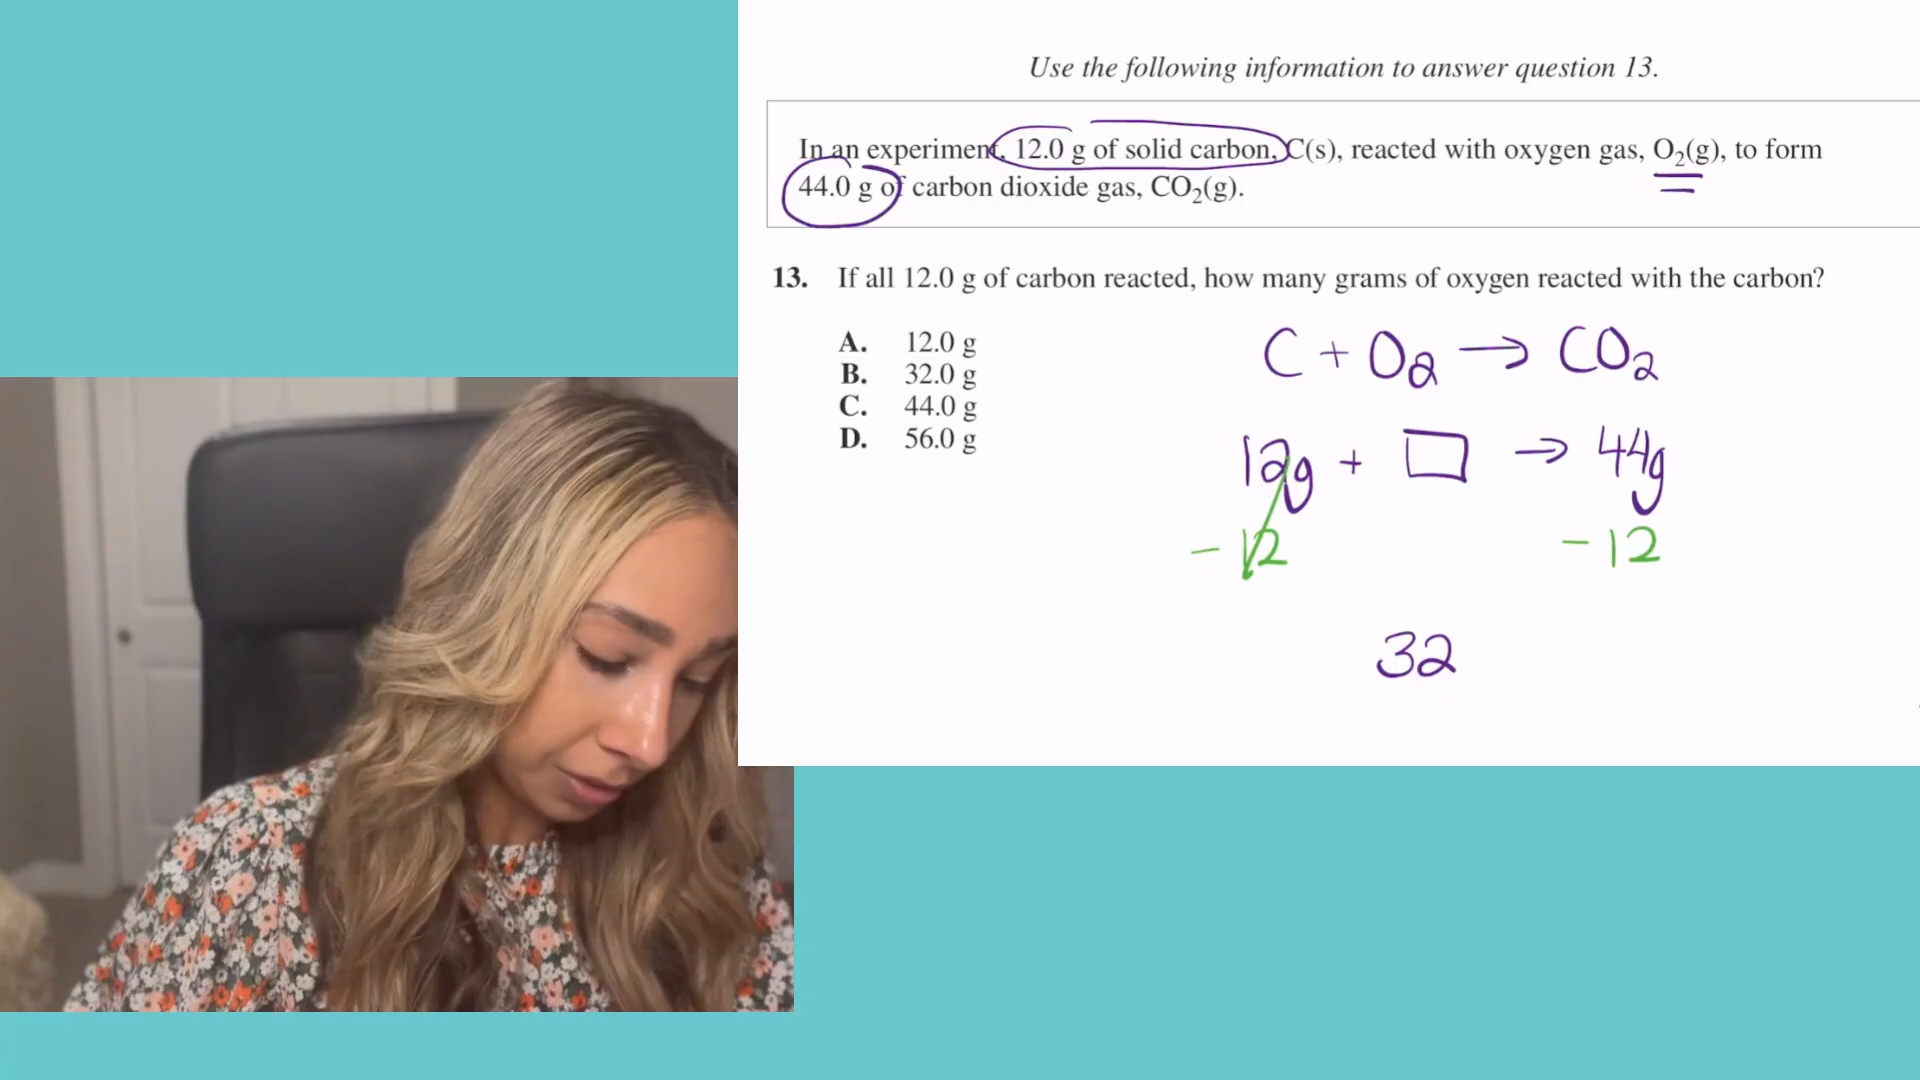 Use the following information to answer question 13.
In an experiment, 12.0 g of solid carbon, C(s), reacted with oxygen gas, O₂(g), to form
44.0 g of carbon dioxide gas, CO₂(g).
13. If all 12.0 g of carbon reacted, how many grams of oxygen reacted with the carbon?
A. 12.0 g
B. 32.0 g
C. 44.0 g
D. 56.0 g
C + O₂ → CO₂
12g + □ → 44g
- 12 - 12
32